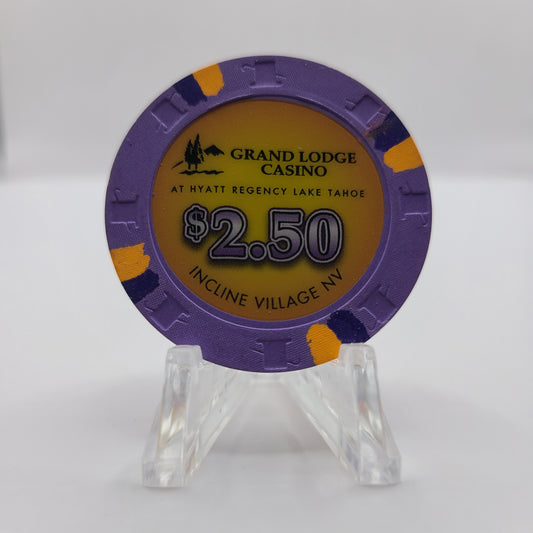 GRAND LODGE
CASINO
AT HYATT REGENCY LAKE TAHOE
$2.50
INCLINE VILLAGE NV